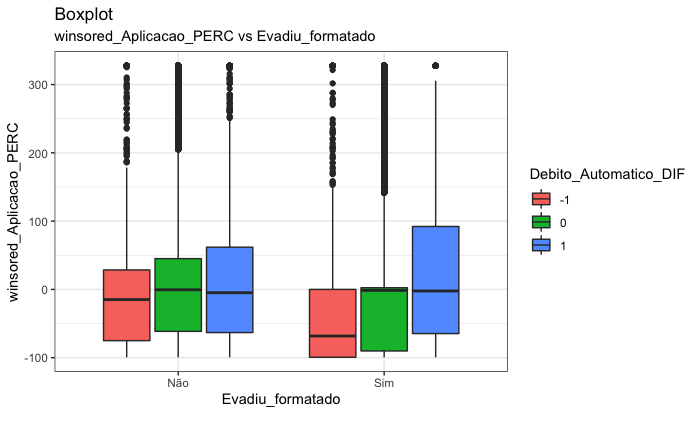 Boxplot
winsored_Aplicacao_PERC vs Evadiu_formatado
winsored_Aplicacao_PERC
300
200
100
0
-100
Não
Sim
Evadiu_formatado
Debito_Automatico_DIF
-1
0
1